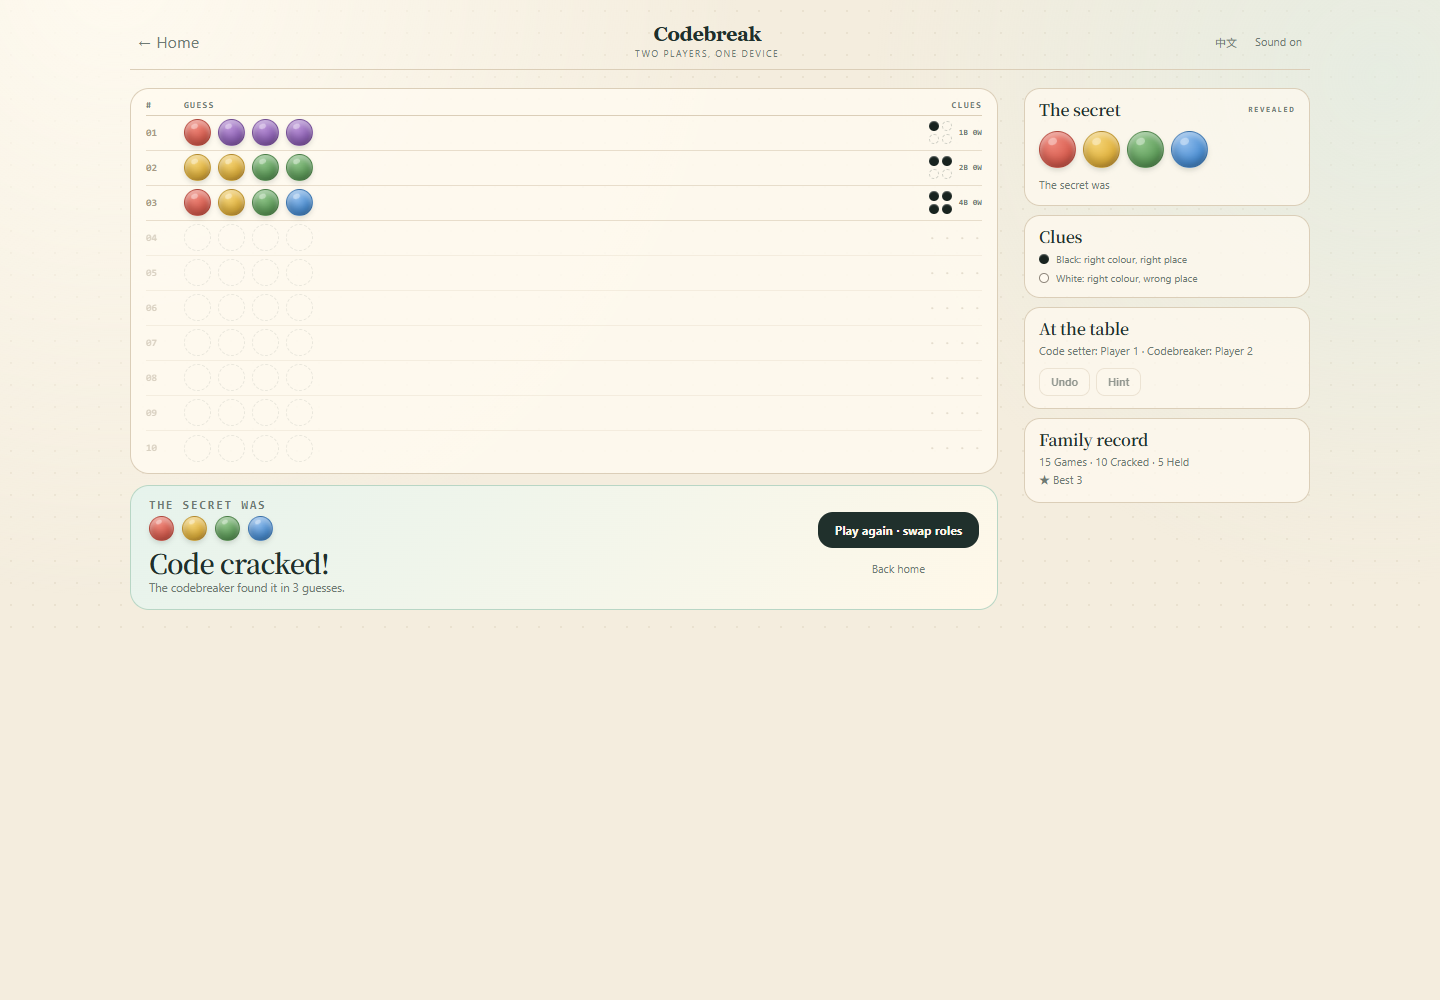 ← Home
Codebreak
TWO PLAYERS, ONE DEVICE
中文 Sound on
# GUESS CLUES
01 1B 0W
02 2B 0W
03 4B 0W
04
05
06
07
08
09
10
THE SECRET WAS
Code cracked!
The codebreaker found it in 3 guesses.
Play again · swap roles
Back home
The secret REVEALED
The secret was
Clues
Black: right colour, right place
White: right colour, wrong place
At the table
Code setter: Player 1 · Codebreaker: Player 2
Undo Hint
Family record
15 Games · 10 Cracked · 5 Held
★ Best 3